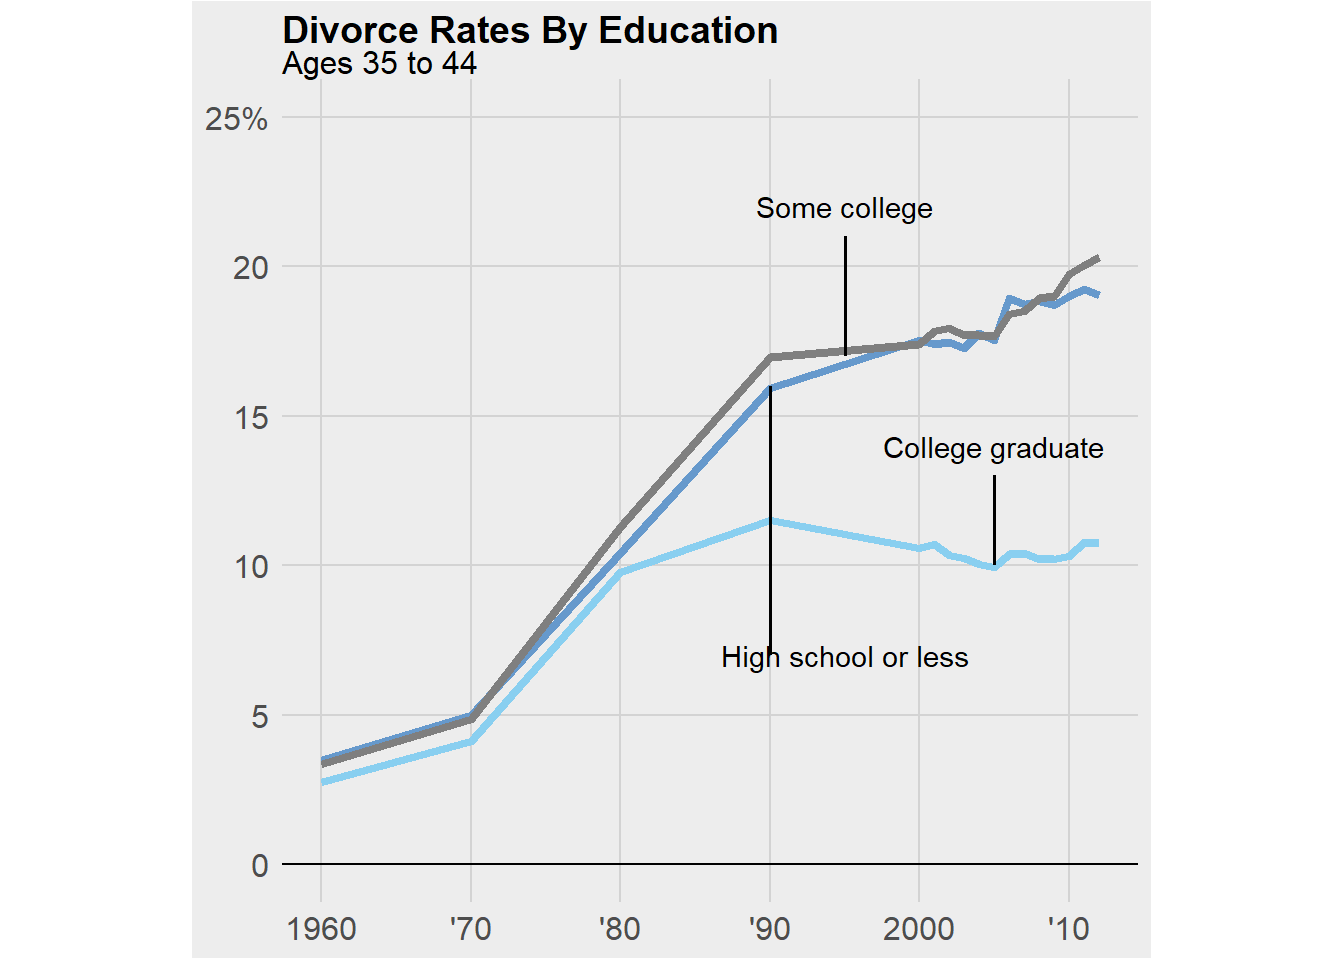 Divorce Rates By Education
Ages 35 to 44
25%
Some college
20
15
College graduate
10
High school or less
5
0
1960 '70 '80 '90 2000 '10